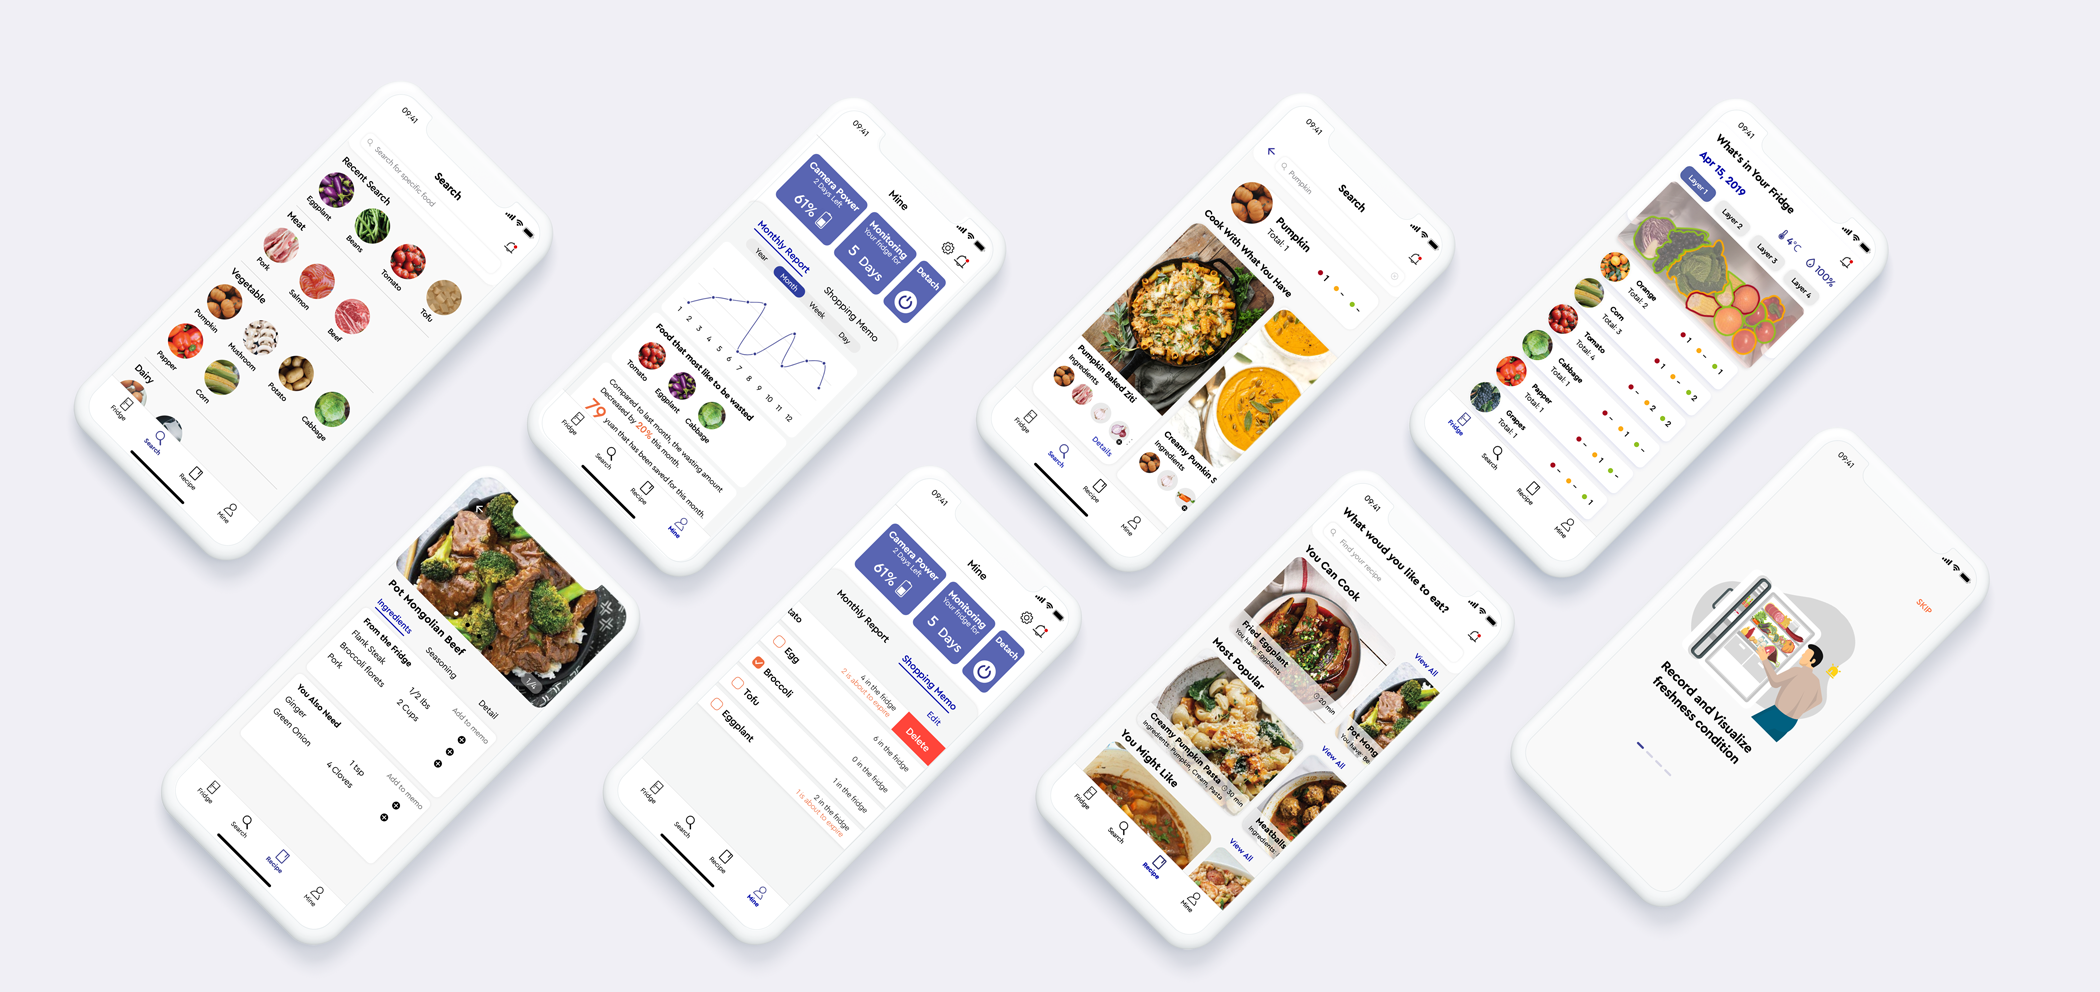 09:41
Search
Search for specific food
Recent Search
Eggplant
Beans
Tomato
Tofu
Meat
Pork
Salmon
Beef
Vegetable
Pumpkin
Mushroom
Potato
Cabbage
Papper
Corn
Dairy
Fridge
Search
Recipe
Mine
09:41
Mine
Camera Power
2 Days Left
61%
Monitoring
Your fridge for
5 Days
Detach
Monthly Report
Shopping Memo
Year
Month
Week
Day
1 2 3 4 5 6 7 8 9 10 11 12
Food that most like to be wasted
Tomato
Eggplant
Cabbage
Compared to last month, the wasting amount
Decreased by 20% this month.
79 yuan that has been saved for this month.
Fridge
Search
Recipe
Mine
09:41
Search
Pumpkin
Pumpkin
Total: 1
1
-
-
Cook With What You Have
Pumpkin Baked Ziti
Ingredients
Details
Creamy Pumkin S
Ingredients
Fridge
Search
Recipe
Mine
09:41
What's in Your Fridge
Apr 15, 2019
4°C
100%
Layer 1
Layer 2
Layer 3
Layer 4
Orange
Total: 2
1 - 1
Corn
Total: 3
1 - 2
Tomato
Total: 4
- 2 2
Cabbage
Total: 1
- 1 -
Papper
Total: 1
- 1 -
Grapes
Total: 1
- - 1
Fridge
Search
Recipe
Mine
1/4
Pot Mongolian Beef
Ingredients
Seasoning
Detail
From the Fridge
Add to memo
Flank Steak
1/2 lbs
Broccoli florets
2 Cups
Pork
You Also Need
Add to memo
Ginger
1 tsp
Green Onion
4 Cloves
Fridge
Search
Recipe
Mine
09:41
Mine
Camera Power
2 Days Left
61%
Monitoring
Your fridge for
5 Days
Detach
Monthly Report
Shopping Memo
Edit
tato
4 in the fridge
2 is about to expire
Delete
Egg
6 in the fridge
Broccoli
0 in the fridge
Tofu
1 in the fridge
Eggplant
2 in the fridge
1 is about to expire
Fridge
Search
Recipe
Mine
09:41
What woud you like to eat?
Find your recipe
You Can Cook
View All
Fried Eggplant
You have: Eggplants
20 min
Pot Mong
You have: Be
Most Popular
View All
Creamy Pumpkin Pasta
Ingredients: Pumpkin, Cream, Pasta
30 min
Meatballs
Ingredients
You Might Like
View All
Fridge
Search
Recipe
Mine
09:41
SKIP
Record and Visualize
freshness condition